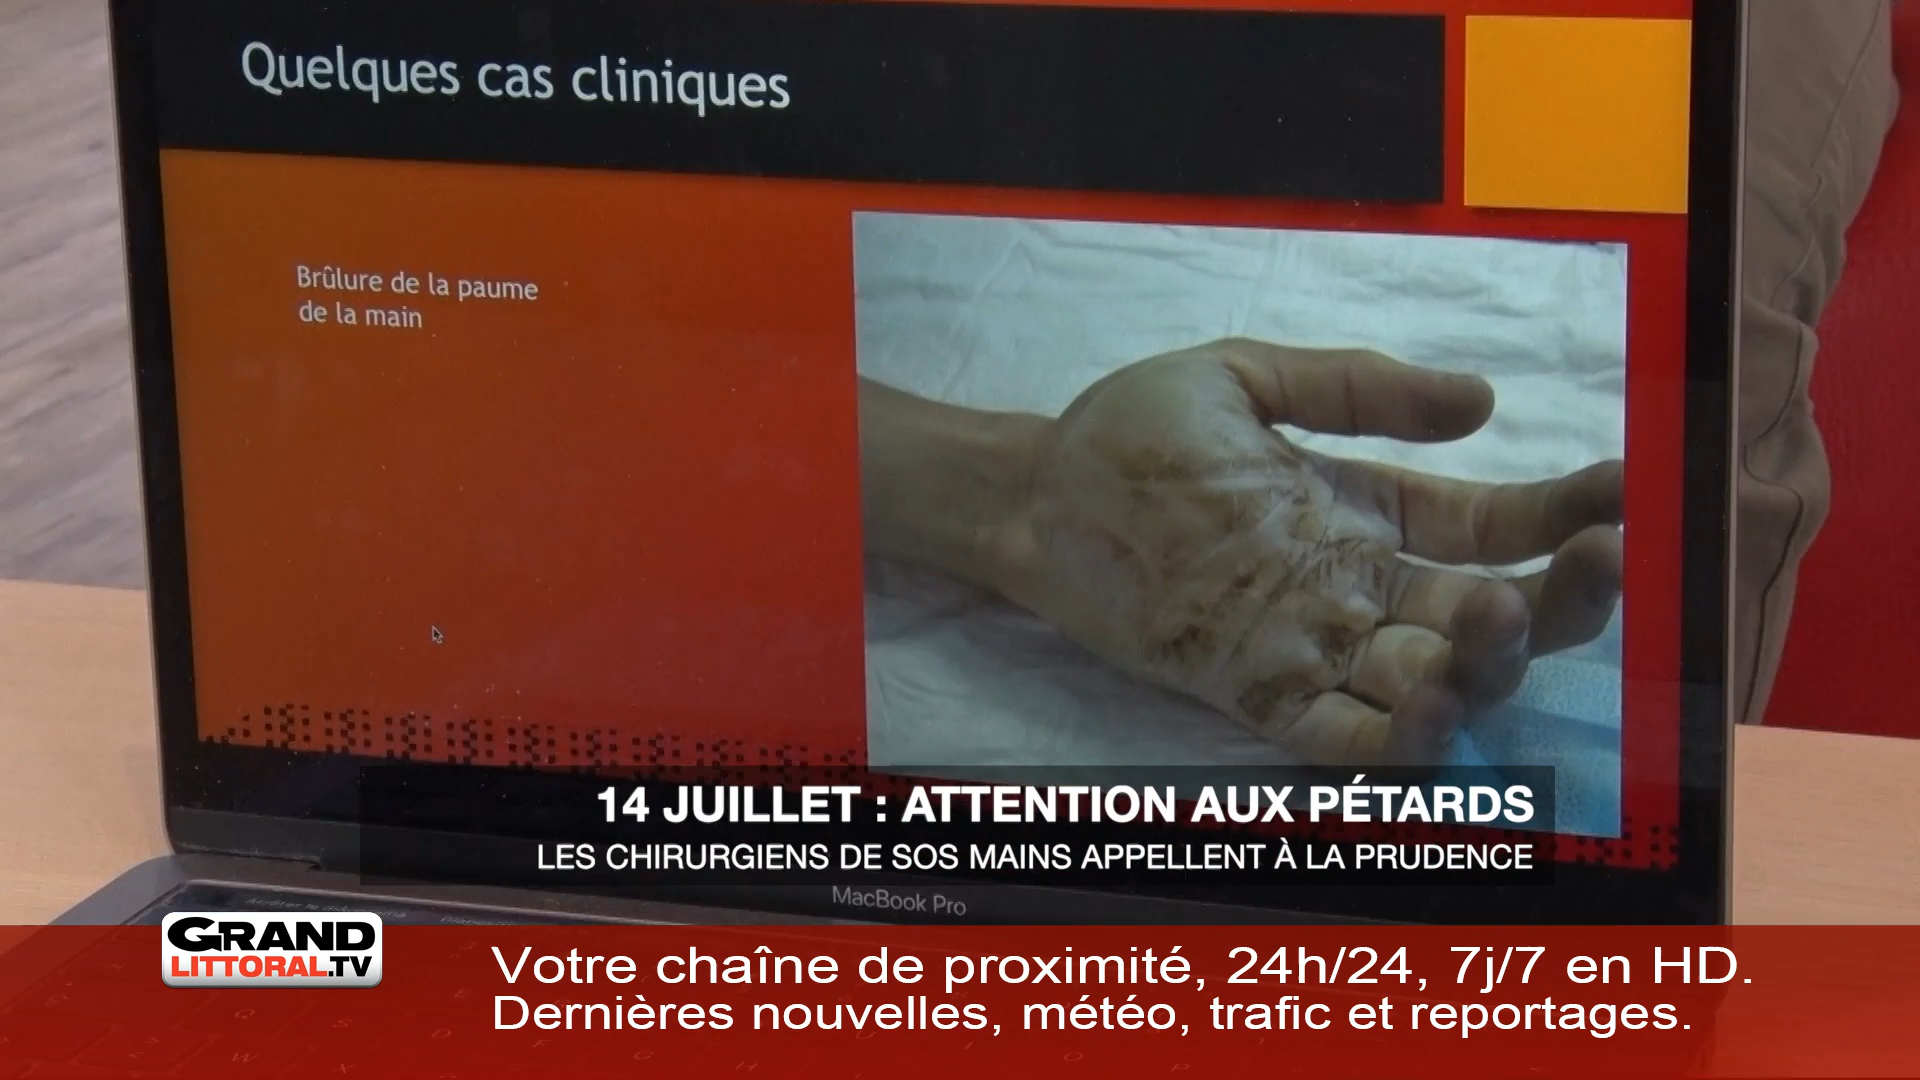 Quelques cas cliniques
Brûlure de la paume
de la main
14 JUILLET : ATTENTION AUX PÉTARDS
LES CHIRURGIENS DE SOS MAINS APPELLENT À LA PRUDENCE
MacBook Pro
GRAND
LITTORAL.TV
Votre chaîne de proximité, 24h/24, 7j/7 en HD.
Dernières nouvelles, météo, trafic et reportages.